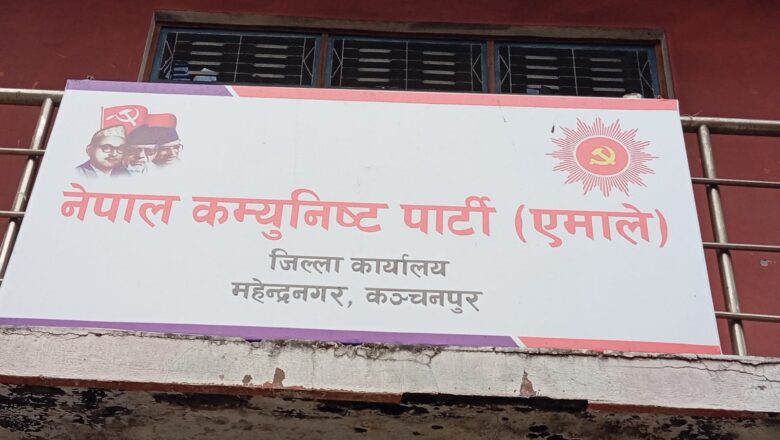 नेपाल कम्युनिष्ट पार्टी (एमाले)
जिल्ला कार्यालय
महेन्द्रनगर, कञ्चनपुर